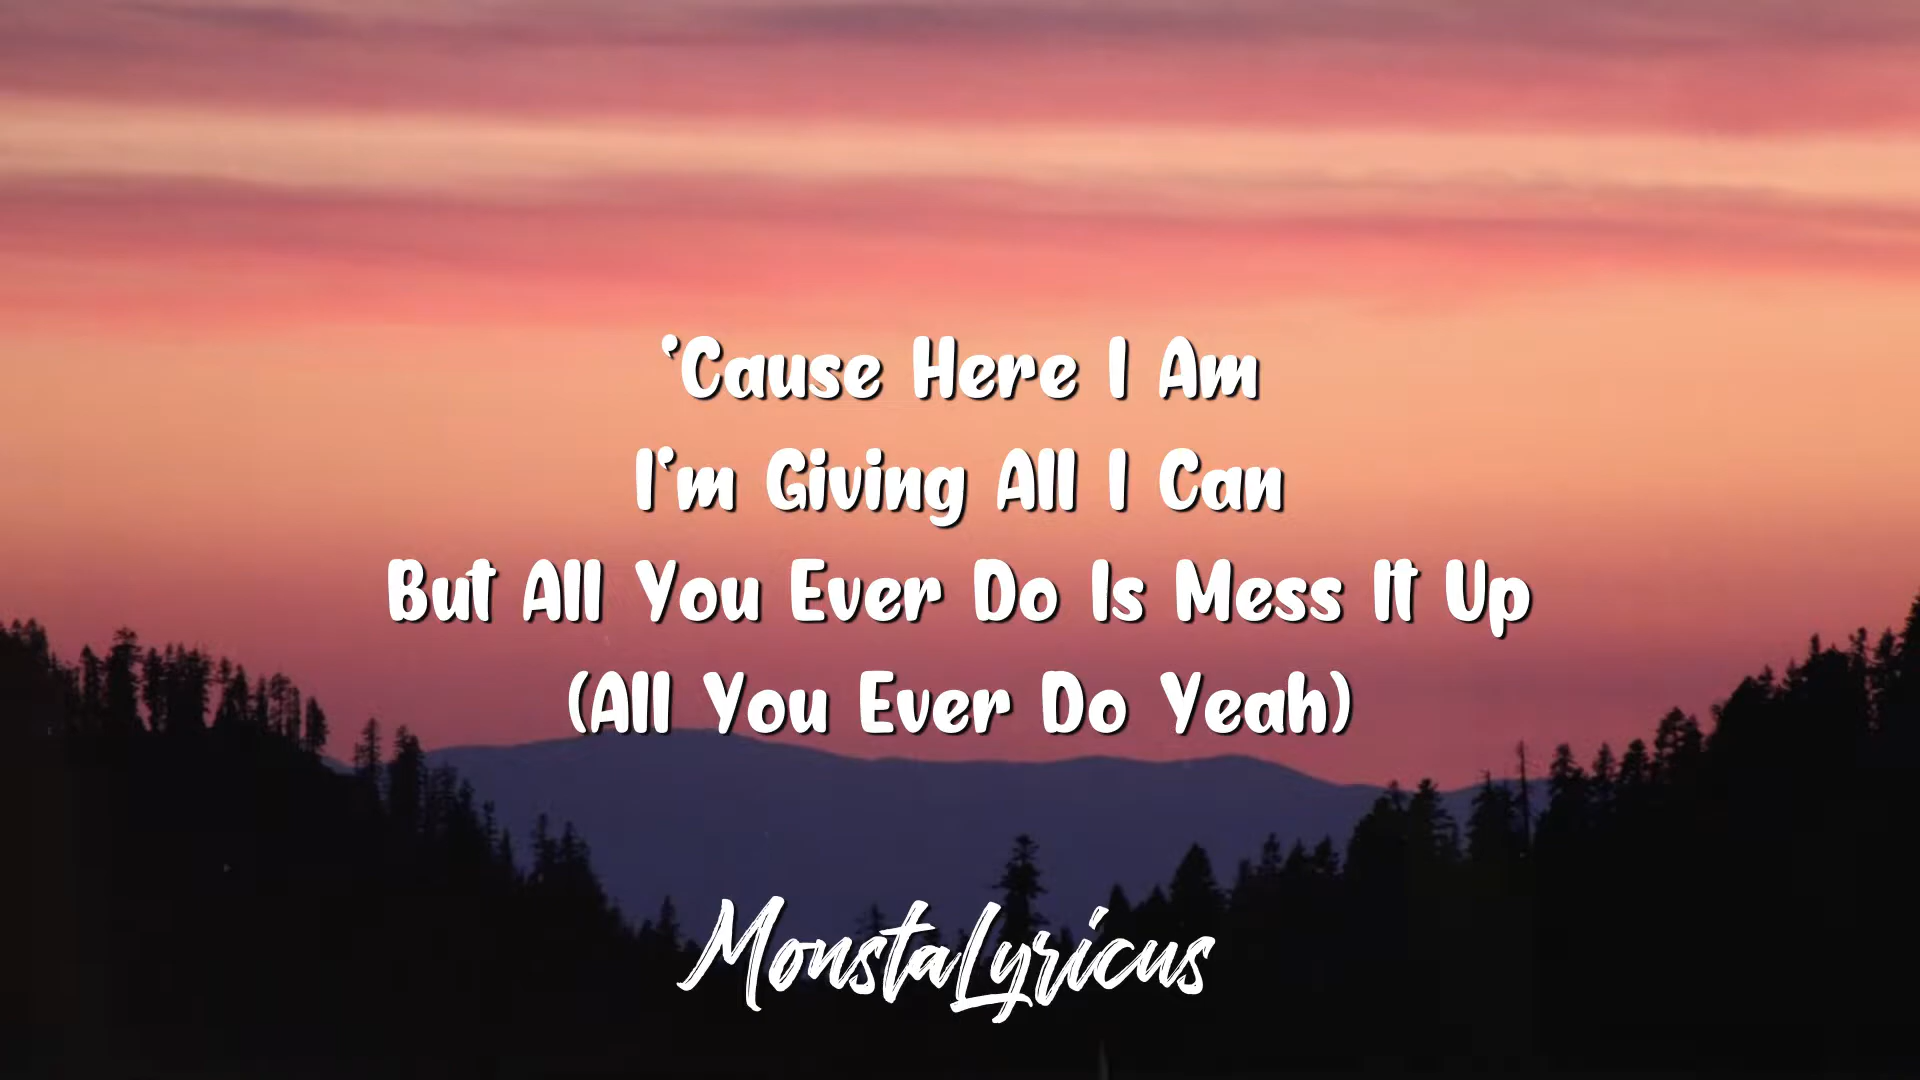 'Cause Here I Am
I'm Giving All I Can
But All You Ever Do Is Mess It Up
(All You Ever Do Yeah)
MonstaLyricus